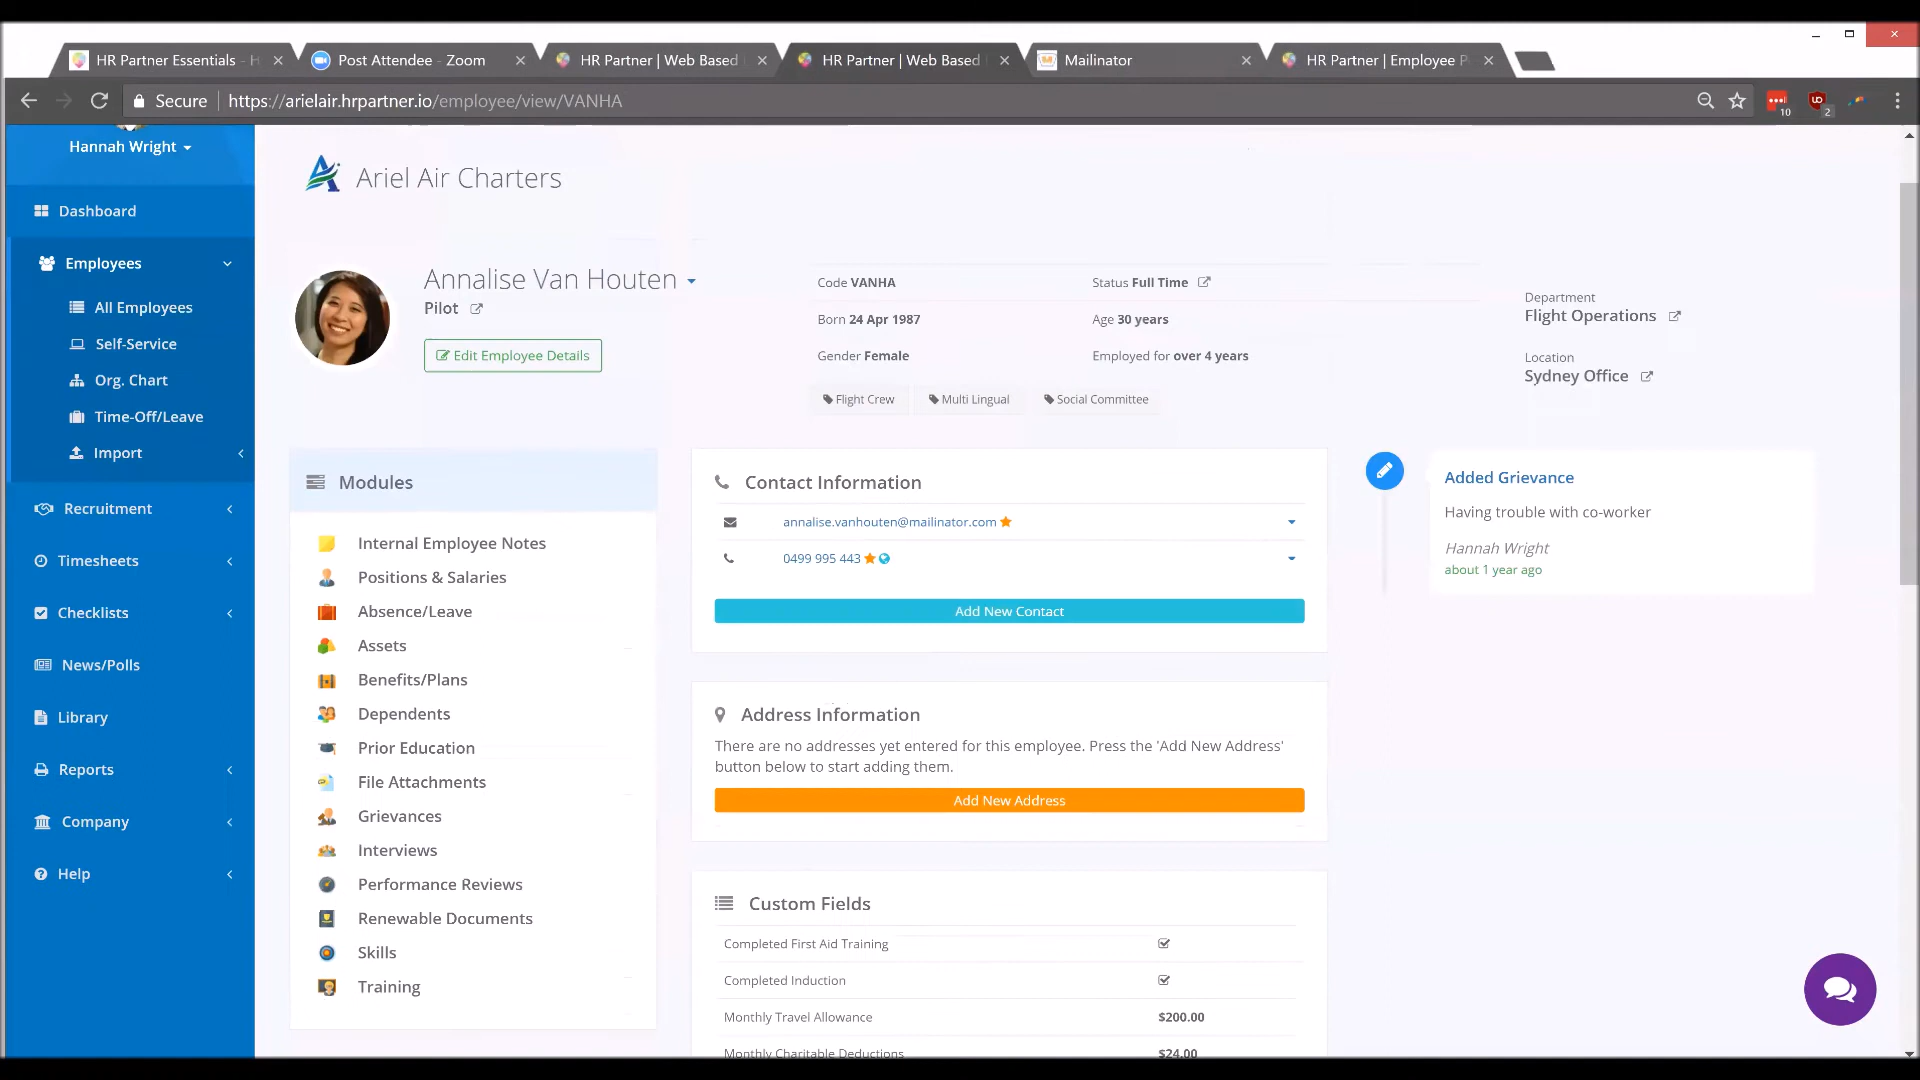 HR Partner Essentials - H
Post Attendee - Zoom
HR Partner | Web Based
HR Partner | Web Based
Mailinator
HR Partner | Employee P
Secure
https://arielair.hrpartner.io/employee/view/VANHA
10
2
Hannah Wright
Dashboard
Employees
All Employees
Self-Service
Org. Chart
Time-Off/Leave
Import
Recruitment
Timesheets
Checklists
News/Polls
Library
Reports
Company
Help
Ariel Air Charters
Annalise Van Houten
Pilot
Edit Employee Details
Code VANHA
Status Full Time
Born 24 Apr 1987
Age 30 years
Gender Female
Employed for over 4 years
Flight Crew
Multi Lingual
Social Committee
Department
Flight Operations
Location
Sydney Office
Modules
Internal Employee Notes
Positions & Salaries
Absence/Leave
Assets
Benefits/Plans
Dependents
Prior Education
File Attachments
Grievances
Interviews
Performance Reviews
Renewable Documents
Skills
Training
Contact Information
annalise.vanhouten@mailinator.com
0499 995 443
Add New Contact
Address Information
There are no addresses yet entered for this employee. Press the 'Add New Address'
button below to start adding them.
Add New Address
Custom Fields
Completed First Aid Training
Completed Induction
Monthly Travel Allowance
$200.00
Monthly Charitable Deductions
$24.00
Added Grievance
Having trouble with co-worker
Hannah Wright
about 1 year ago